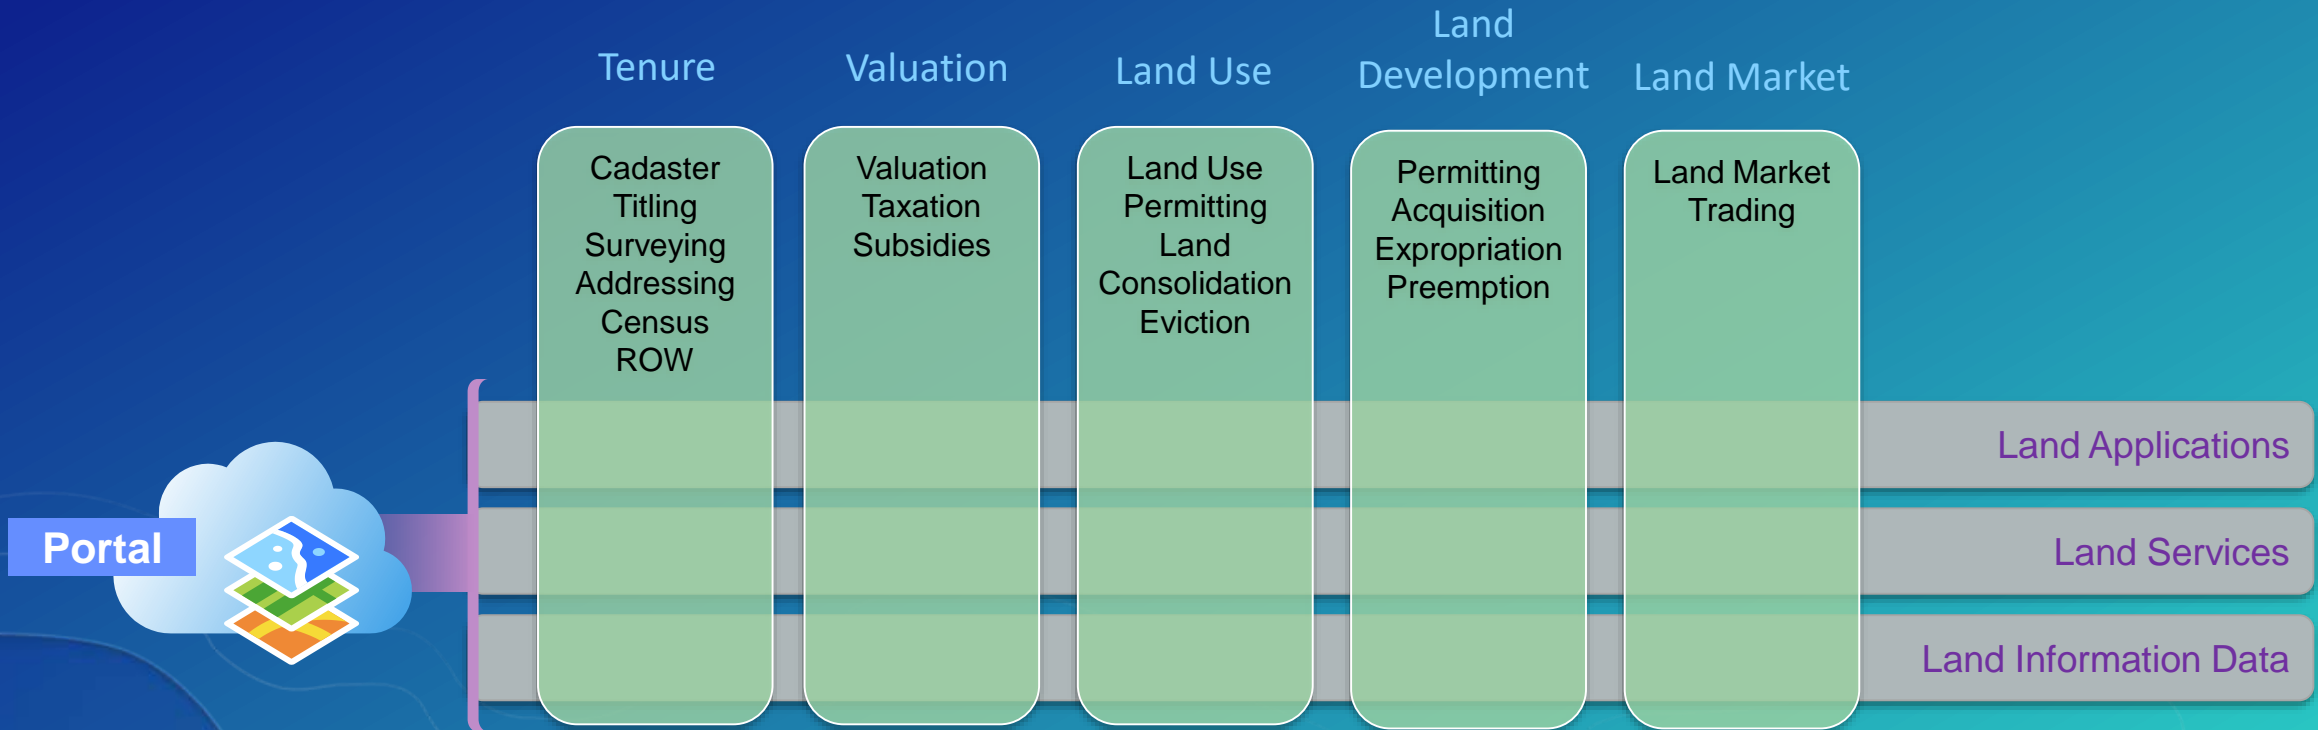 Tenure
Valuation
Land Use
Land
Development
Land Market
Cadaster
Titling
Surveying
Addressing
Census
ROW
Valuation
Taxation
Subsidies
Land Use
Permitting
Land
Consolidation
Eviction
Permitting
Acquisition
Expropriation
Preemption
Land Market
Trading
Land Applications
Portal
Land Services
Land Information Data